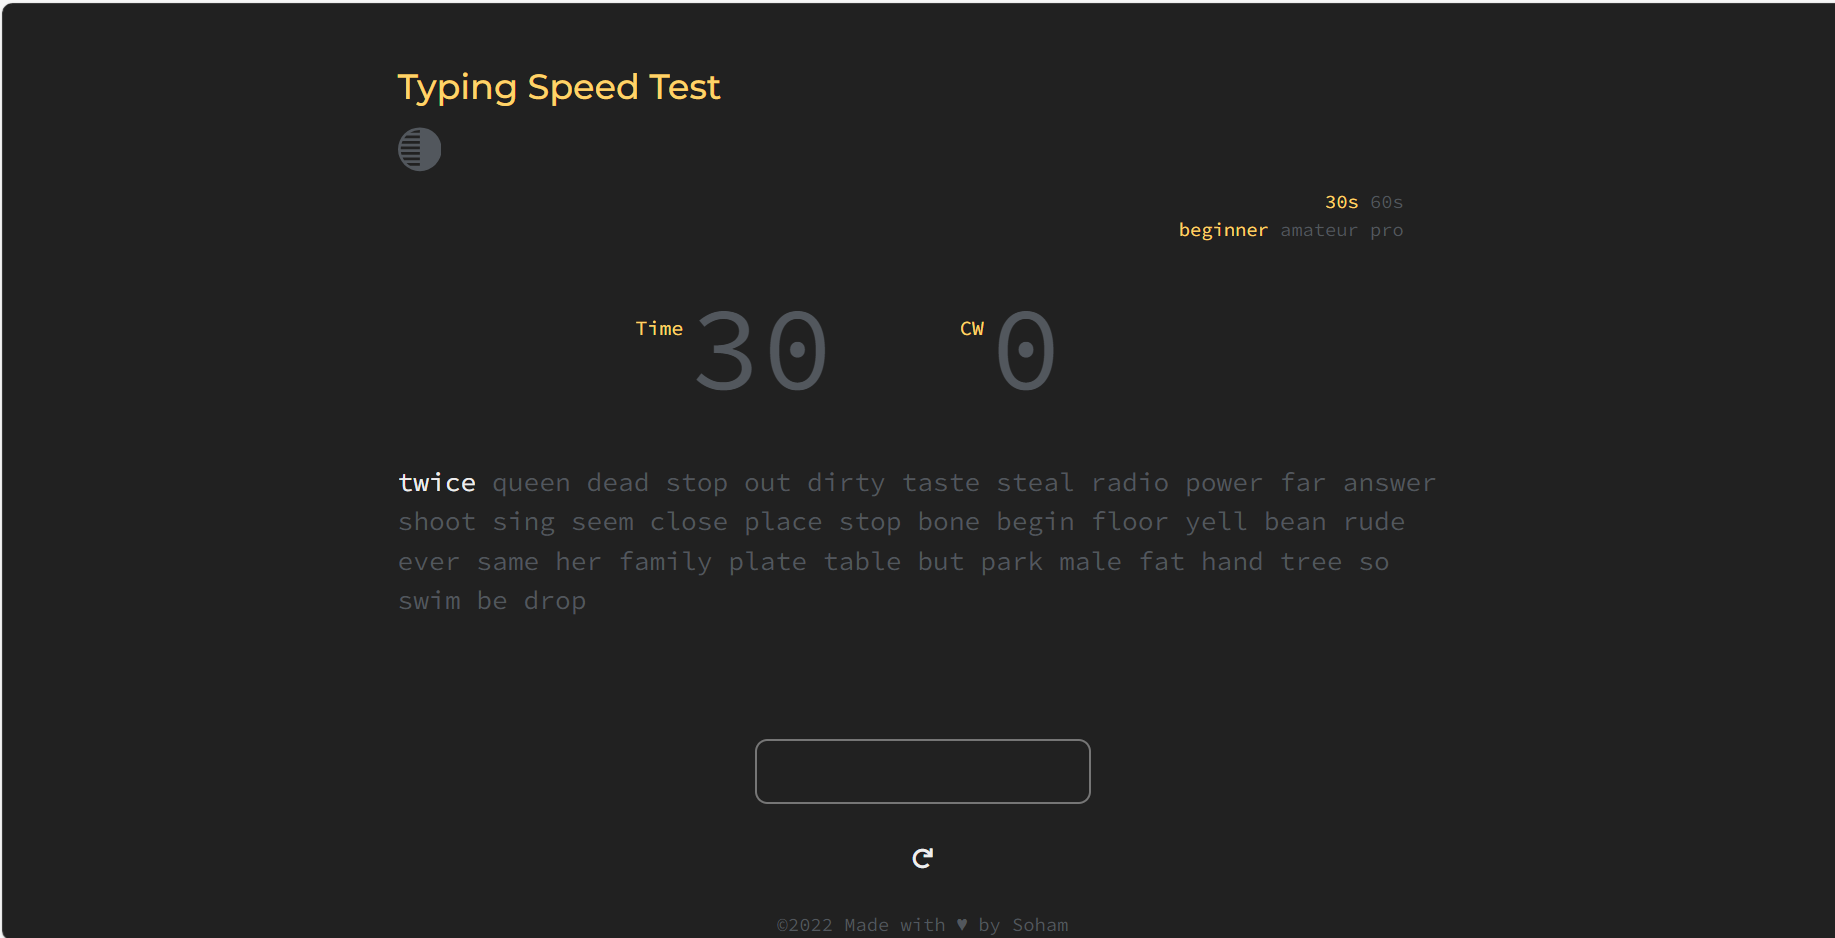 Typing Speed Test
30s 60s
beginner amateur pro
Time 30 CW 0
twice queen dead stop out dirty taste steal radio power far answer
shoot sing seem close place stop bone begin floor yell bean rude
ever same her family plate table but park male fat hand tree so
swim be drop
©2022 Made with ♥ by Soham